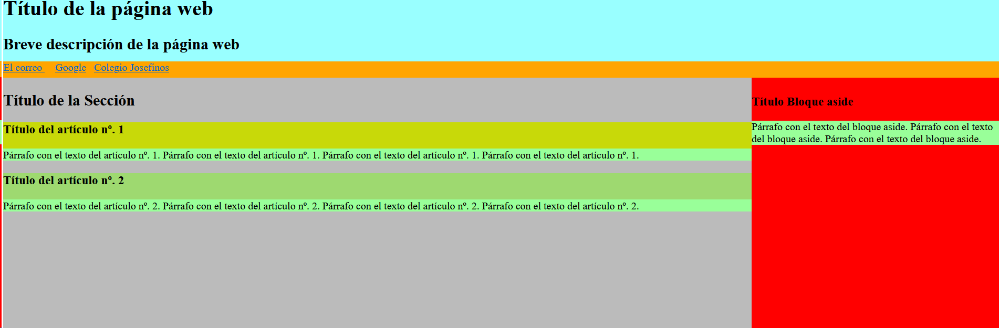 Título de la página web
Breve descripción de la página web
El correo Google Colegio Josefinos
Título de la Sección
Título del artículo nº. 1
Párrafo con el texto del artículo nº. 1. Párrafo con el texto del artículo nº. 1. Párrafo con el texto del artículo nº. 1. Párrafo con el texto del artículo nº. 1.
Título del artículo nº. 2
Párrafo con el texto del artículo nº. 2. Párrafo con el texto del artículo nº. 2. Párrafo con el texto del artículo nº. 2. Párrafo con el texto del artículo nº. 2.
Título Bloque aside
Párrafo con el texto del bloque aside. Párrafo con el texto
del bloque aside. Párrafo con el texto del bloque aside.